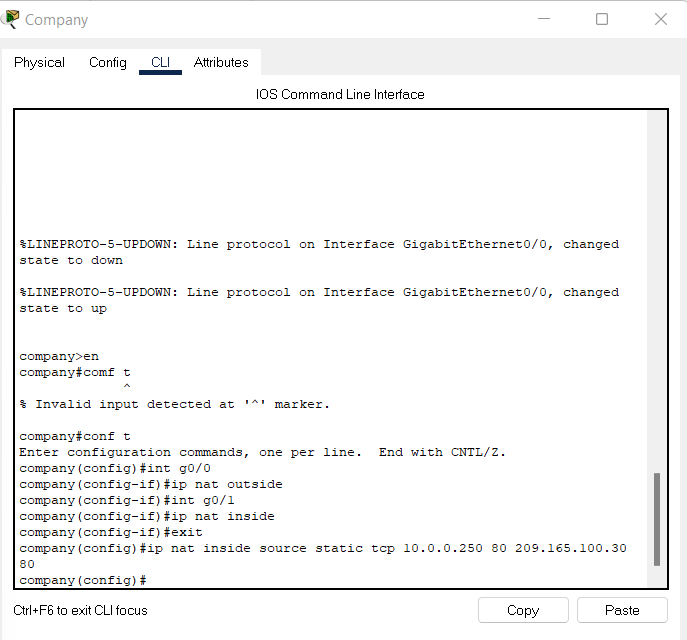 Company
Physical Config CLI Attributes
IOS Command Line Interface
%LINEPROTO-5-UPDOWN: Line protocol on Interface GigabitEthernet0/0, changed
state to down
%LINEPROTO-5-UPDOWN: Line protocol on Interface GigabitEthernet0/0, changed
state to up
company>en
company#comf t
^
% Invalid input detected at '^' marker.
company#conf t
Enter configuration commands, one per line.  End with CNTL/Z.
company(config)#int g0/0
company(config-if)#ip nat outside
company(config-if)#int g0/1
company(config-if)#ip nat inside
company(config-if)#exit
company(config)#ip nat inside source static tcp 10.0.0.250 80 209.165.100.30
80
company(config)#
Ctrl+F6 to exit CLI focus
Copy Paste